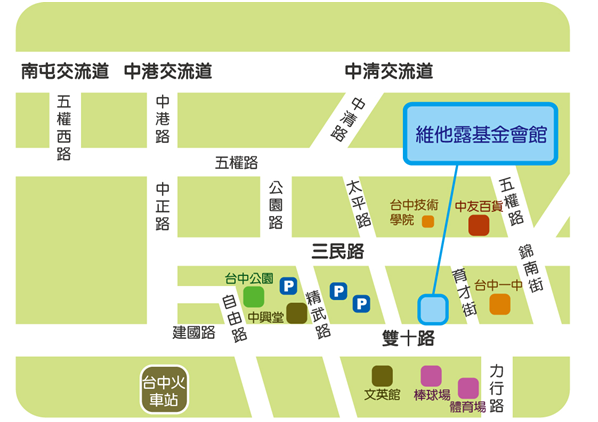 南屯交流道
中港交流道
中清交流道
五權西路
中港路
中清路
維他露基金會館
五權路
中正路
公園路
太平路
台中技術
學院
中友百貨
五權路
三民路
錦南街
台中公園
P
P
P
自由路
中興堂
精武路
育才街
台中一中
建國路
雙十路
台中火
車站
文英館
棒球場
體育場
力行路